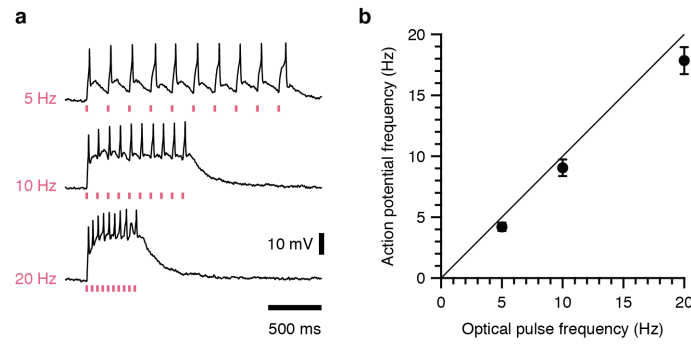 a
5 Hz
10 Hz
20 Hz
10 mV
500 ms
b
Action potential frequency (Hz)
20
15
10
5
0
0 5 10 15 20
Optical pulse frequency (Hz)